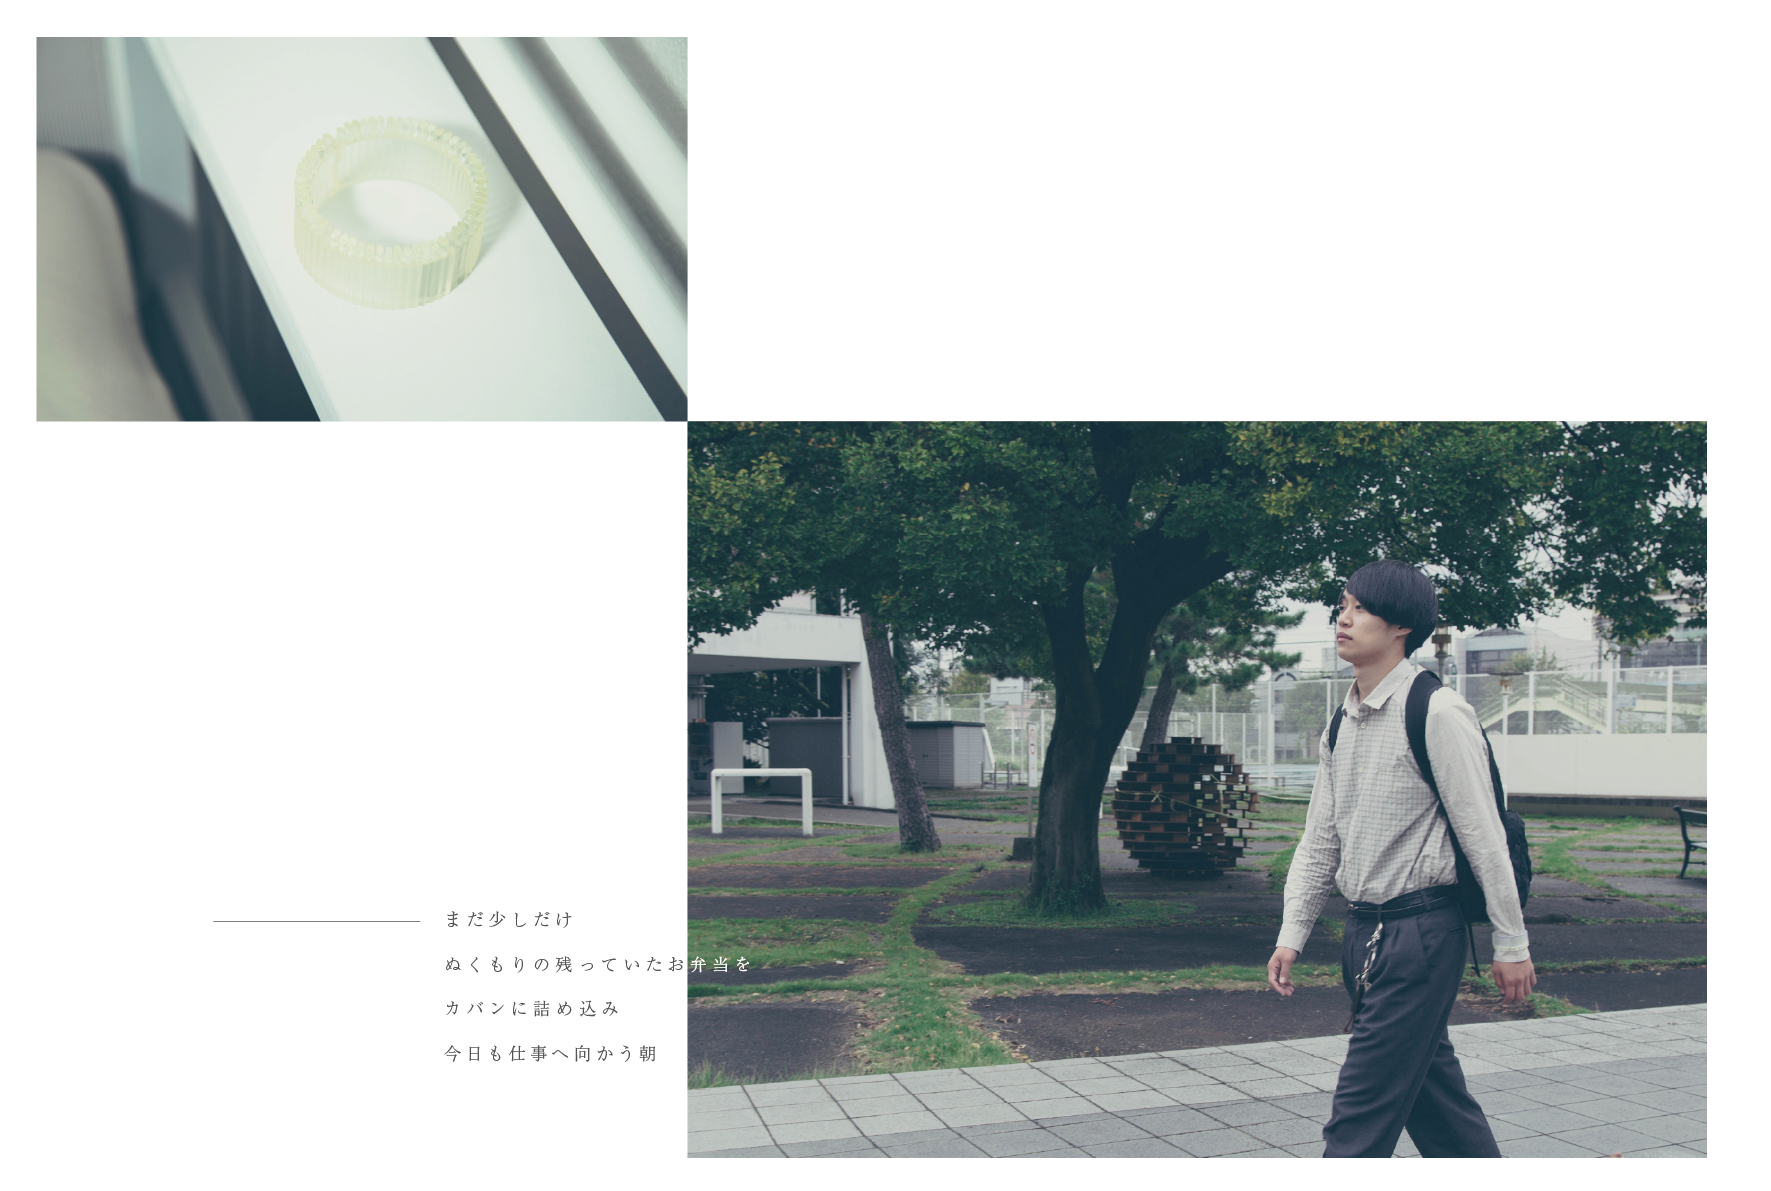 まだ少しだけ
ぬくもりの残っていたお弁当を
カバンに詰め込み
今日も仕事へ向かう朝